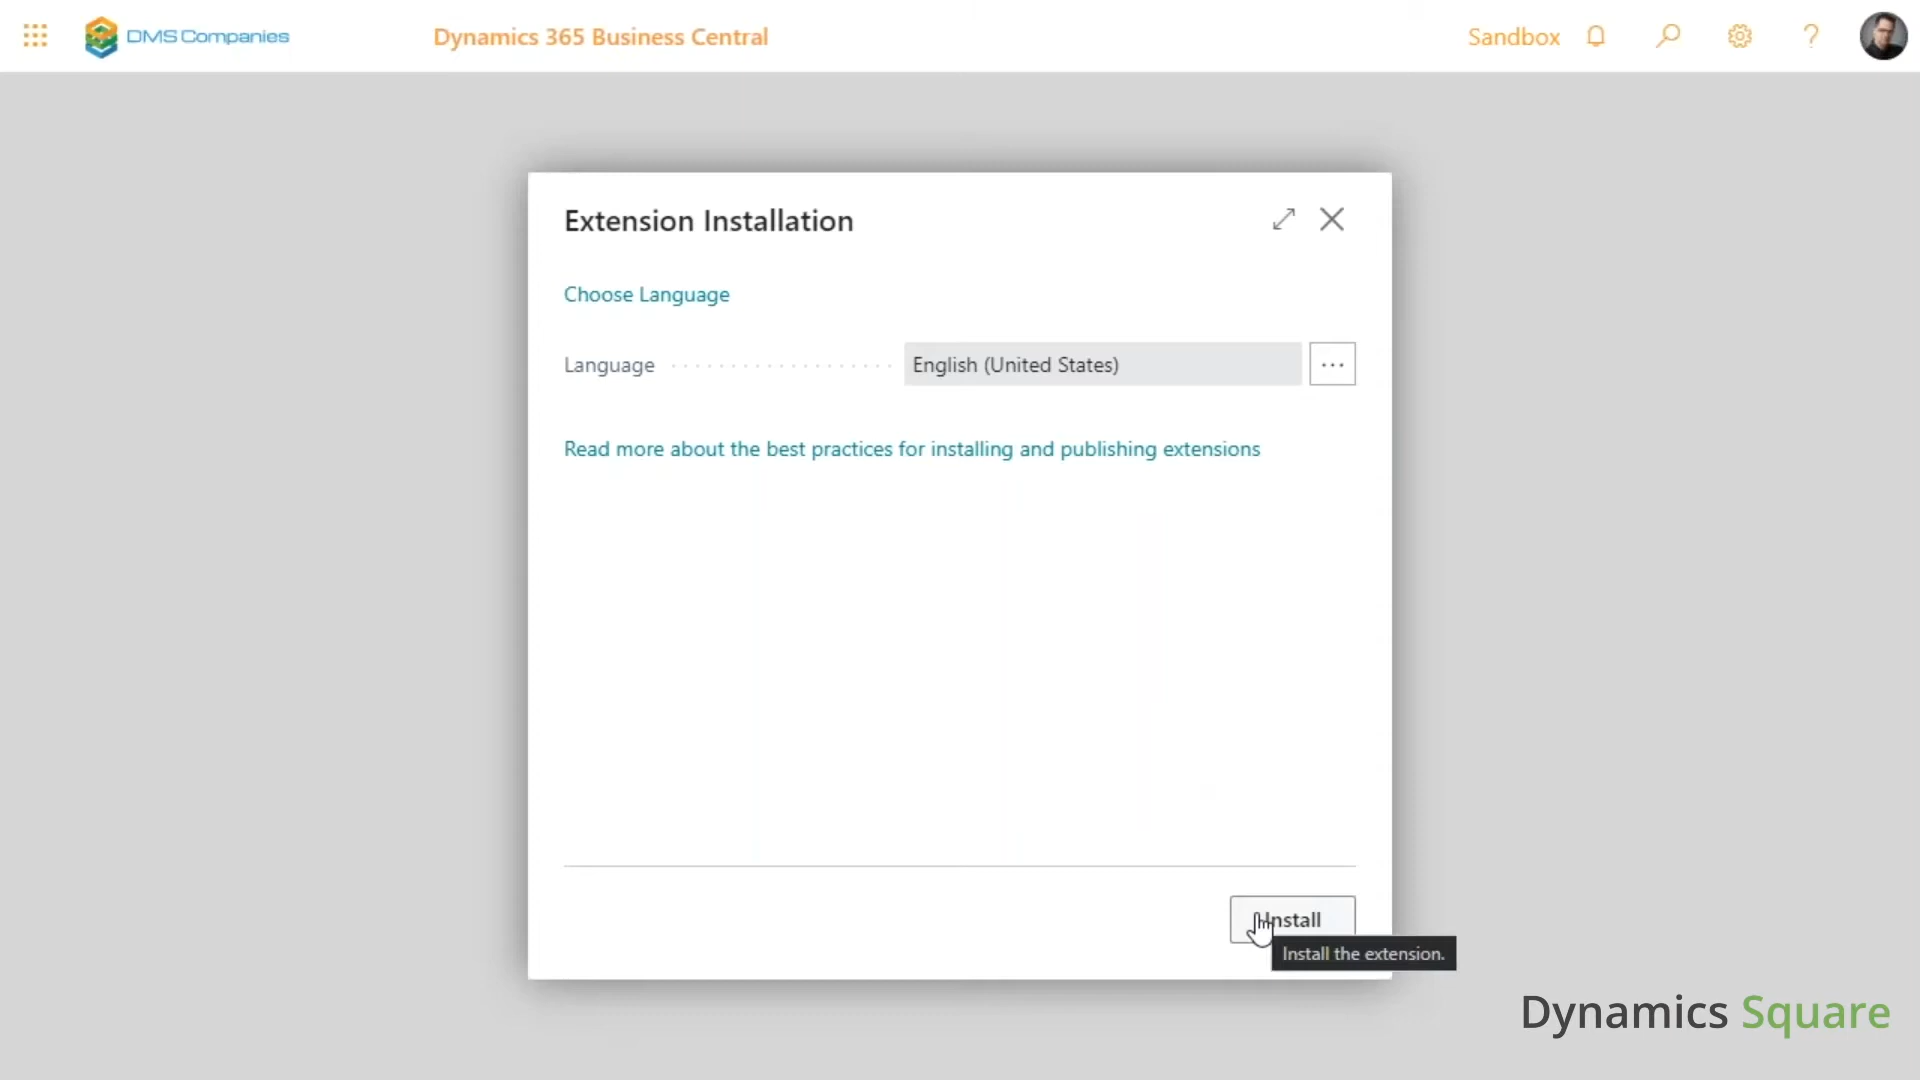 DMS Companies
Dynamics 365 Business Central
Sandbox
?
Extension Installation
Choose Language
Language
English (United States)
...
Read more about the best practices for installing and publishing extensions
Install
Install the extension.
Dynamics Square